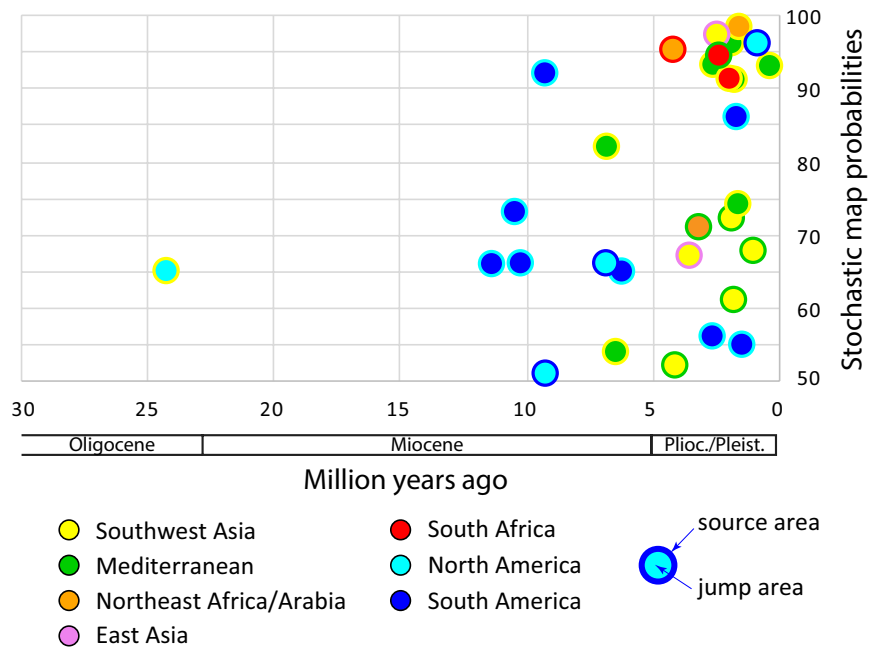 100
90
80
70
60
50
Stochastic map probabilities
30 25 20 15 10 5 0
Oligocene Miocene Plioc./Pleist.
Million years ago
Southwest Asia
Mediterranean
Northeast Africa/Arabia
East Asia
South Africa
North America
South America
source area
jump area